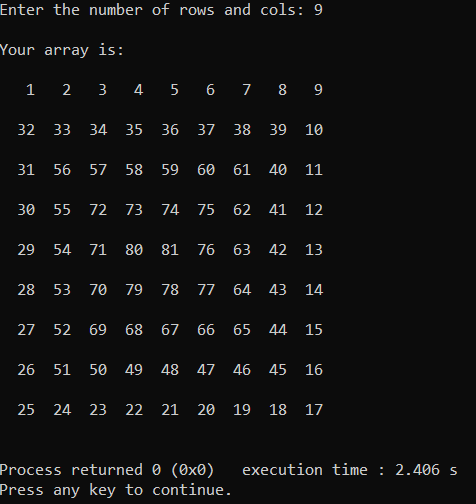 Enter the number of rows and cols: 9
Your array is:
1 2 3 4 5 6 7 8 9
32 33 34 35 36 37 38 39 10
31 56 57 58 59 60 61 40 11
30 55 72 73 74 75 62 41 12
29 54 71 80 81 76 63 42 13
28 53 70 79 78 77 64 43 14
27 52 69 68 67 66 65 44 15
26 51 50 49 48 47 46 45 16
25 24 23 22 21 20 19 18 17
Process returned 0 (0x0)   execution time : 2.406 s
Press any key to continue.